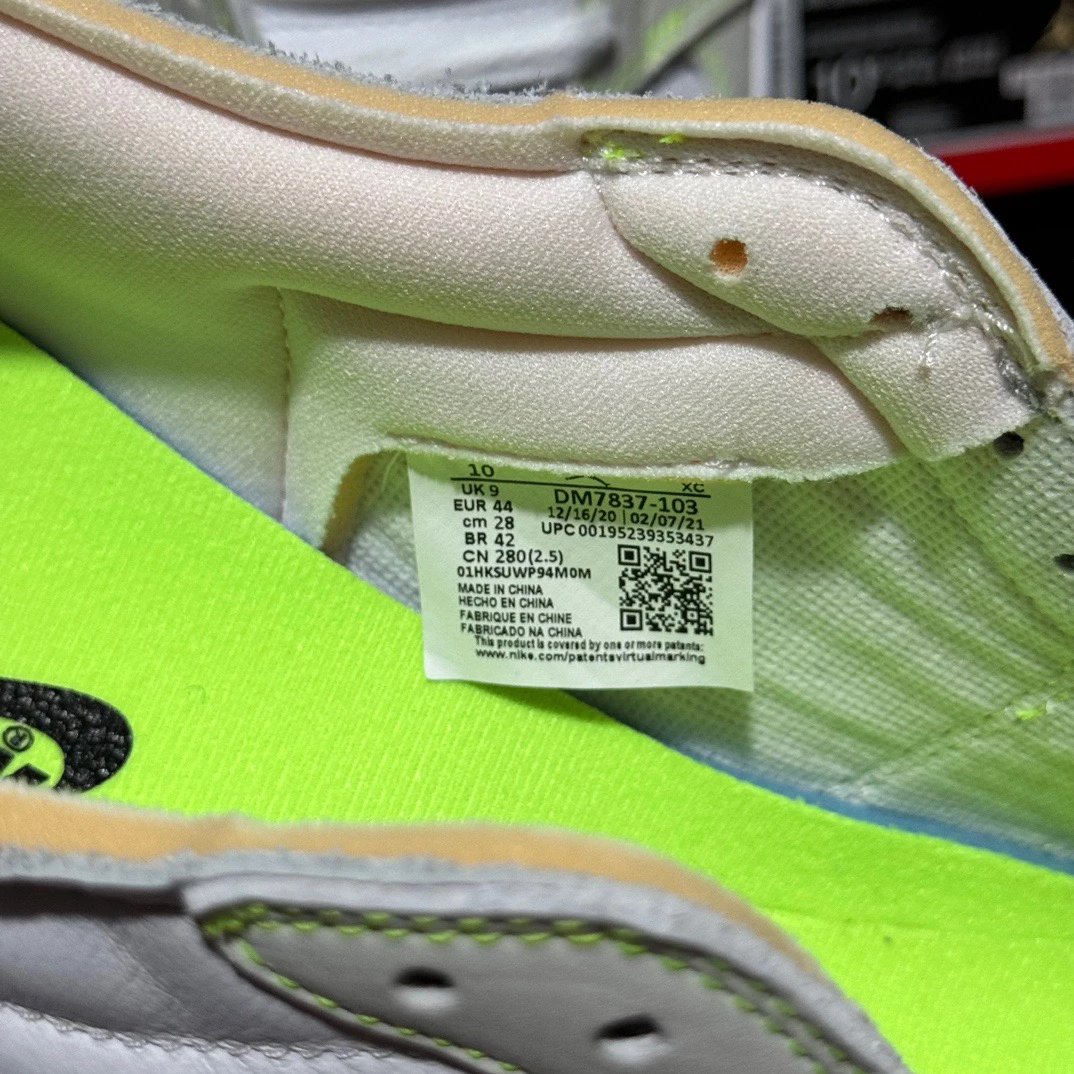 10
XC
UK 9
DM7837-103
EUR 44
12/16/20 | 02/07/21
cm 28
UPC 00195239353437
BR 42
CN 280(2.5)
01HKSUWP94M0M
MADE IN CHINA
HECHO EN CHINA
FABRIQUE EN CHINE
FABRICADO NA CHINA
This product is covered by one or more patents:
www.nike.com/patentsvirtualmarking
®